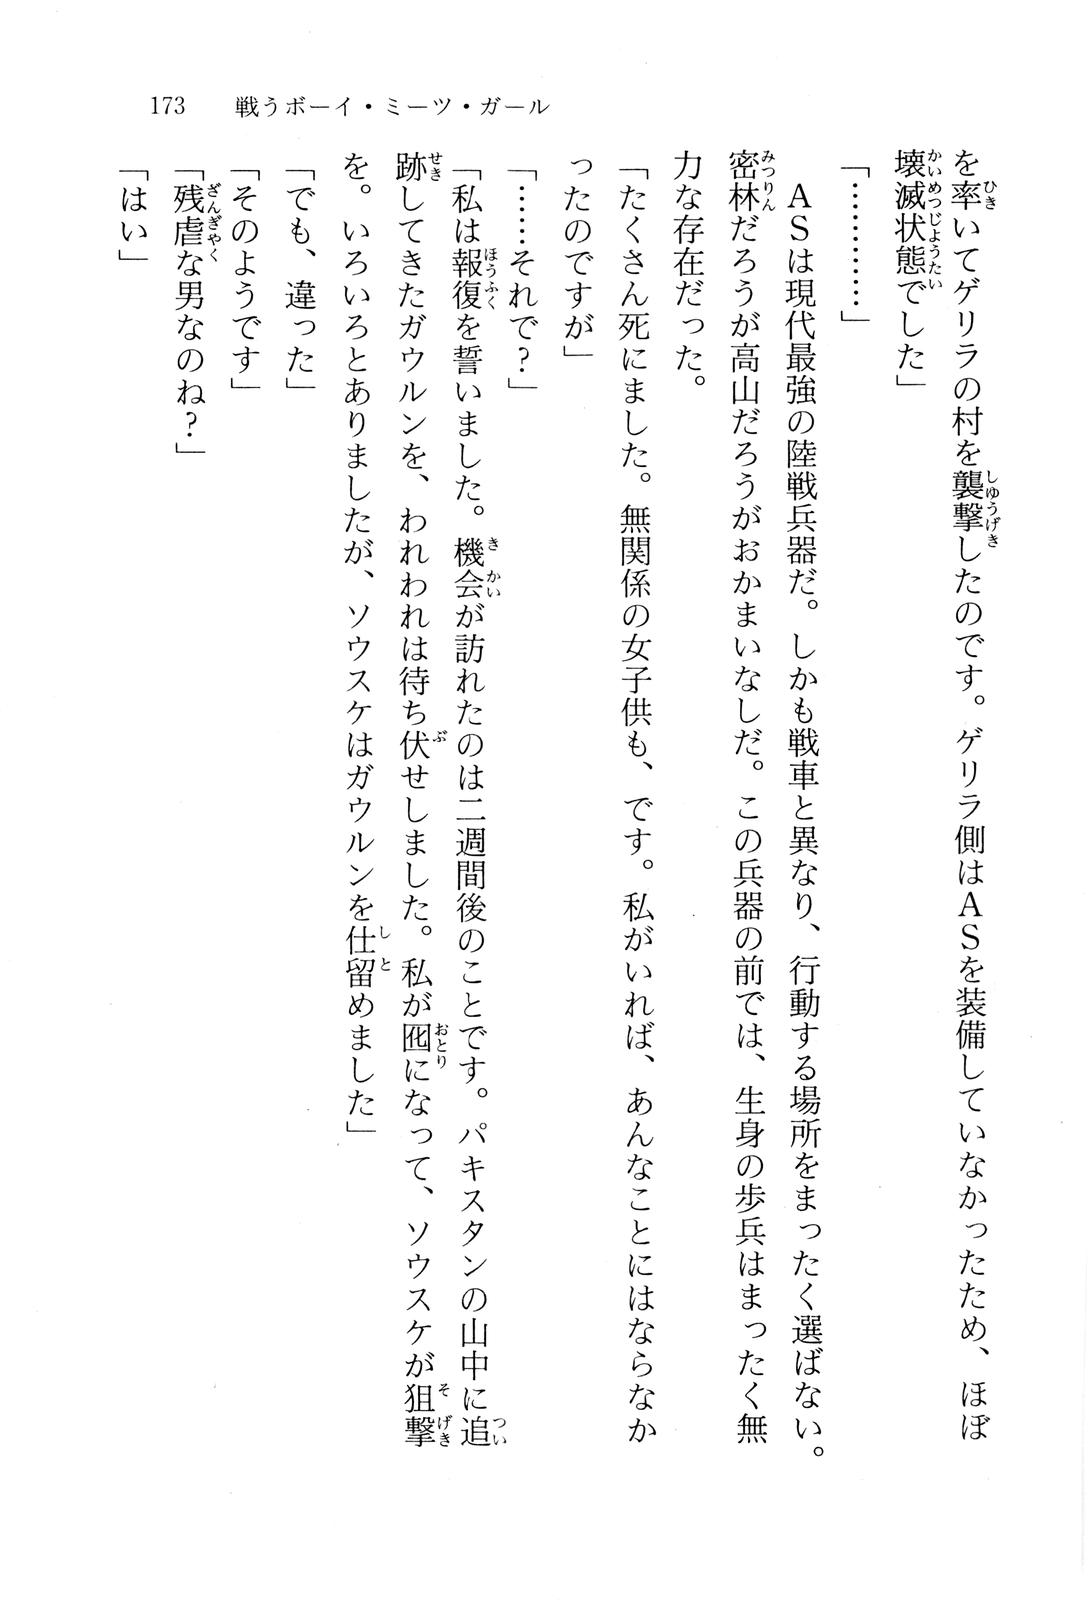 173　戦うボーイ・ミーツ・ガール
を率いてゲリラの村を襲撃したのです。ゲリラ側はＡＳを装備していなかったため、ほぼ
壊滅状態でした」
「…………」
　ＡＳは現代最強の陸戦兵器だ。しかも戦車と異なり、行動する場所をまったく選ばない。
密林だろうが高山だろうがおかまいなしだ。この兵器の前では、生身の歩兵はまったく無
力な存在だった。
「たくさん死にました。無関係の女子供も、です。私がいれば、あんなことにはならなか
ったのですが」
「……それで？」
「私は報復を誓いました。機会が訪れたのは二週間後のことです。パキスタンの山中に追
跡してきたガウルンを、われわれは待ち伏せしました。私が囮になって、ソウスケが狙撃
を。いろいろとありましたが、ソウスケはガウルンを仕留めました」
「でも、違った」
「そのようです」
「残虐な男なのね？」
「はい」